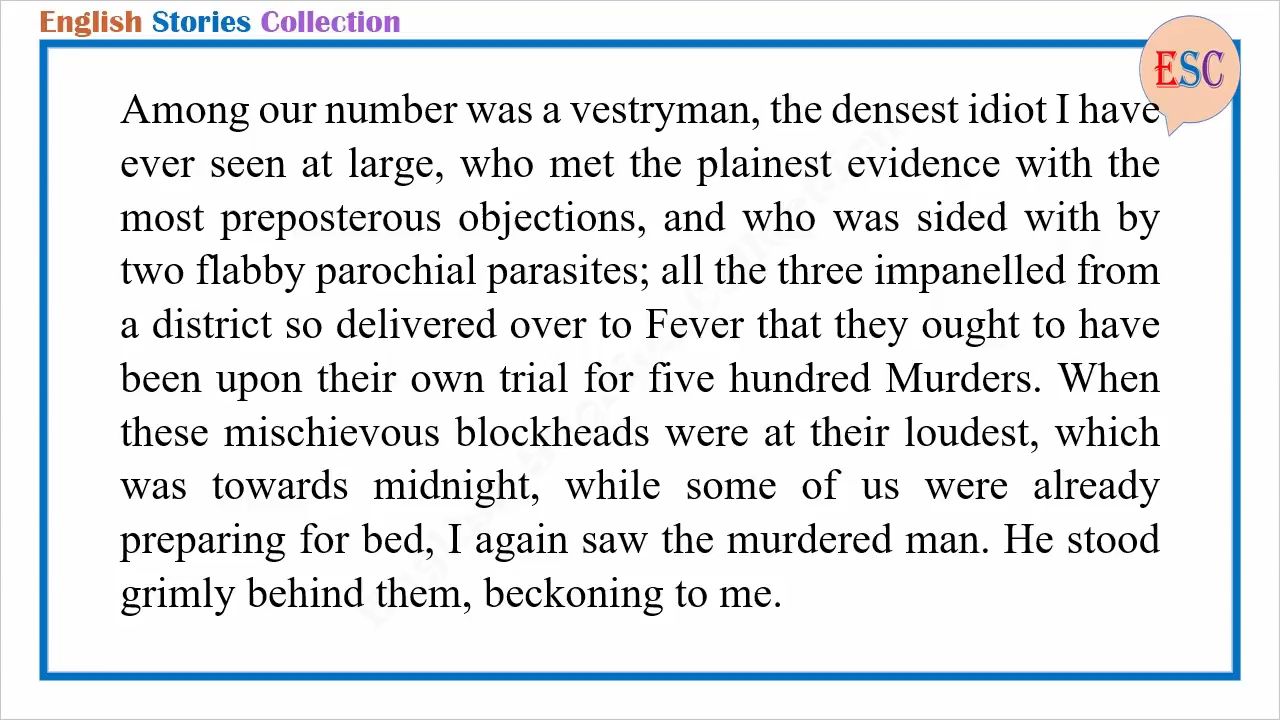 English Stories Collection
ESC
Among our number was a vestryman, the densest idiot I have
ever seen at large, who met the plainest evidence with the
most preposterous objections, and who was sided with by
two flabby parochial parasites; all the three impanelled from
a district so delivered over to Fever that they ought to have
been upon their own trial for five hundred Murders. When
these mischievous blockheads were at their loudest, which
was towards midnight, while some of us were already
preparing for bed, I again saw the murdered man. He stood
grimly behind them, beckoning to me.